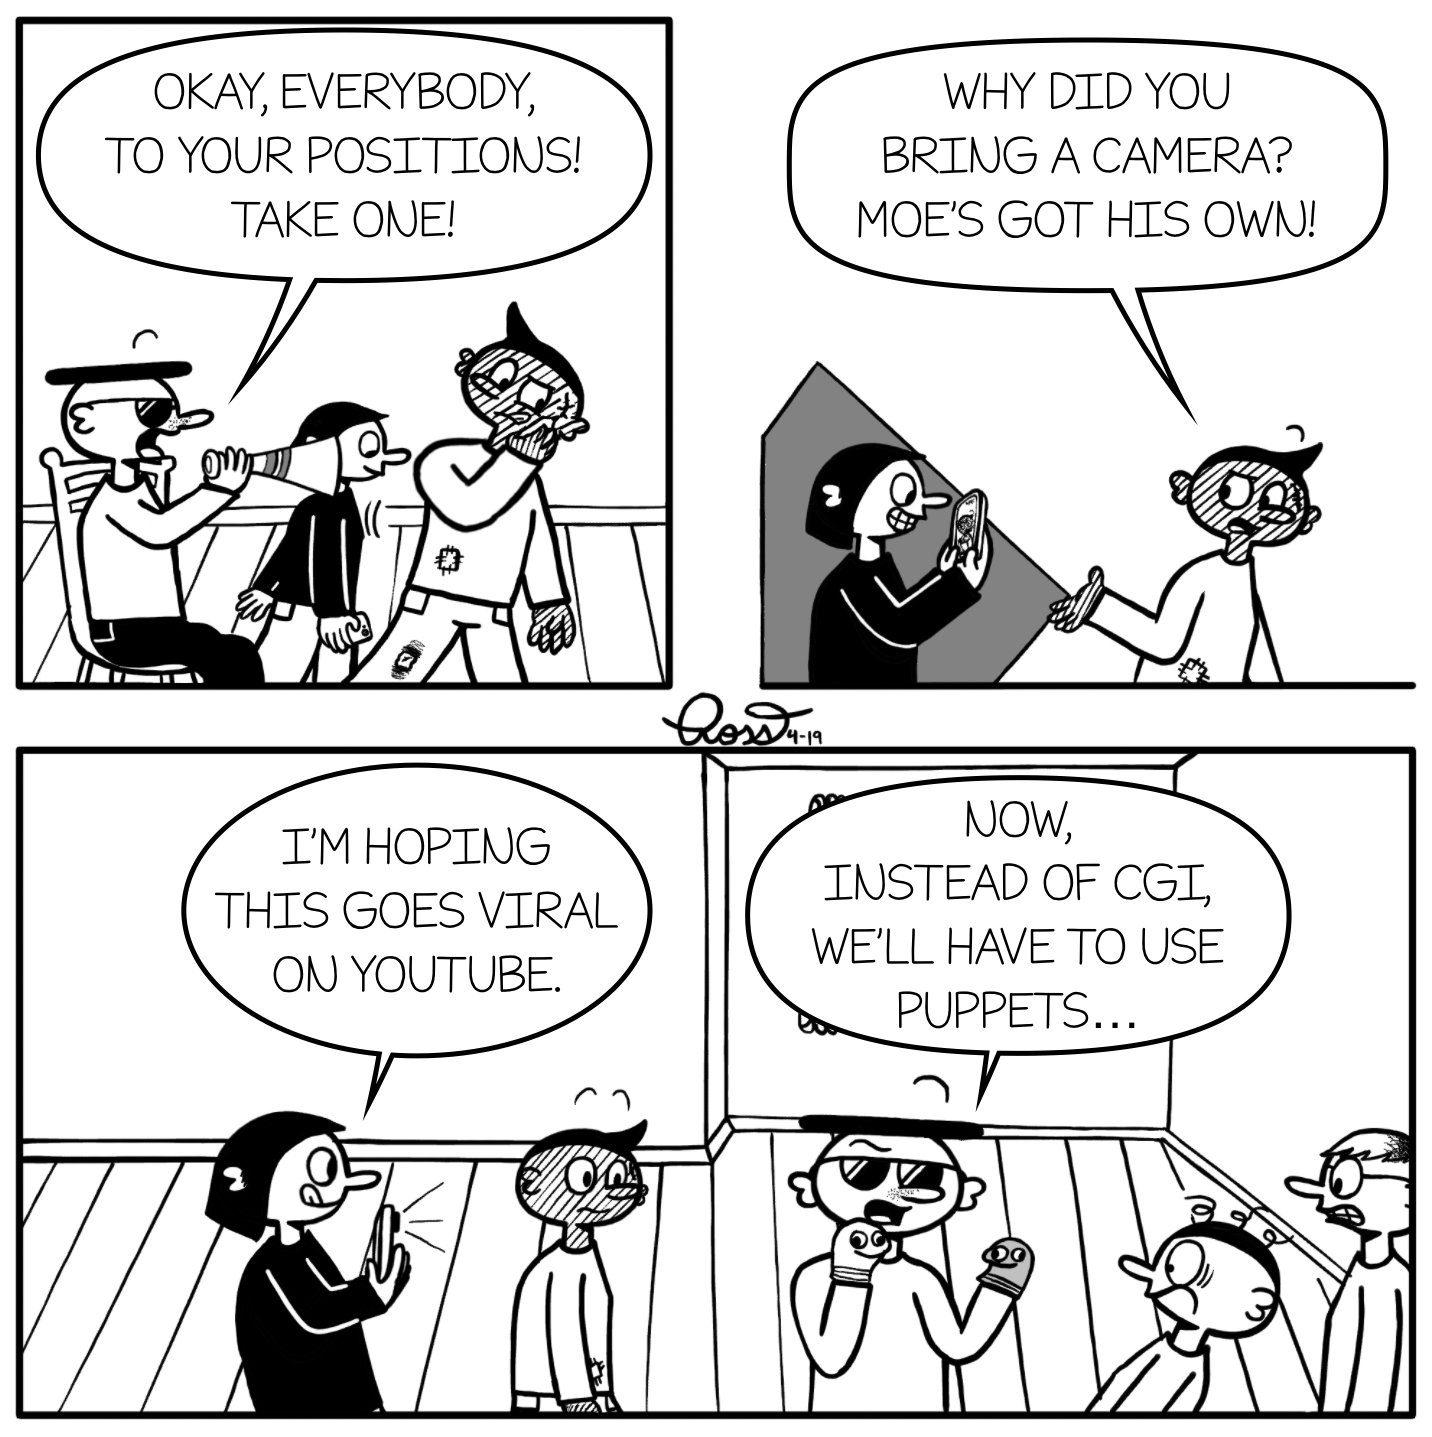 OKAY, EVERYBODY,
TO YOUR POSITIONS!
TAKE ONE!
WHY DID YOU
BRING A CAMERA?
MOE'S GOT HIS OWN!
Ross 4-19
I'M HOPING
THIS GOES VIRAL
ON YOUTUBE.
NOW,
INSTEAD OF CGI,
WE'LL HAVE TO USE
PUPPETS...